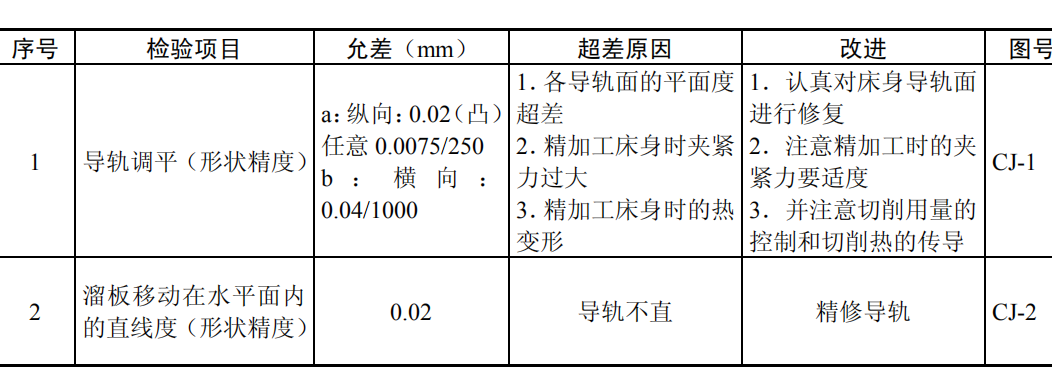 序号 检验项目 允差（mm） 超差原因 改进 图号
1
导轨调平（形状精度）
a：纵向：0.02（凸）
任意 0.0075/250
b ： 横 向 ：
0.04/1000
1. 各导轨面的平面度
超差
2. 精加工床身时夹紧
力过大
3. 精加工床身时的热
变形
1．认真对床身导轨面
进行修复
2．注意精加工时的夹
紧力要适度
3．并注意切削用量的
控制和切削热的传导
CJ-1
2
溜板移动在水平面内
的直线度（形状精度）
0.02
导轨不直
精修导轨
CJ-2